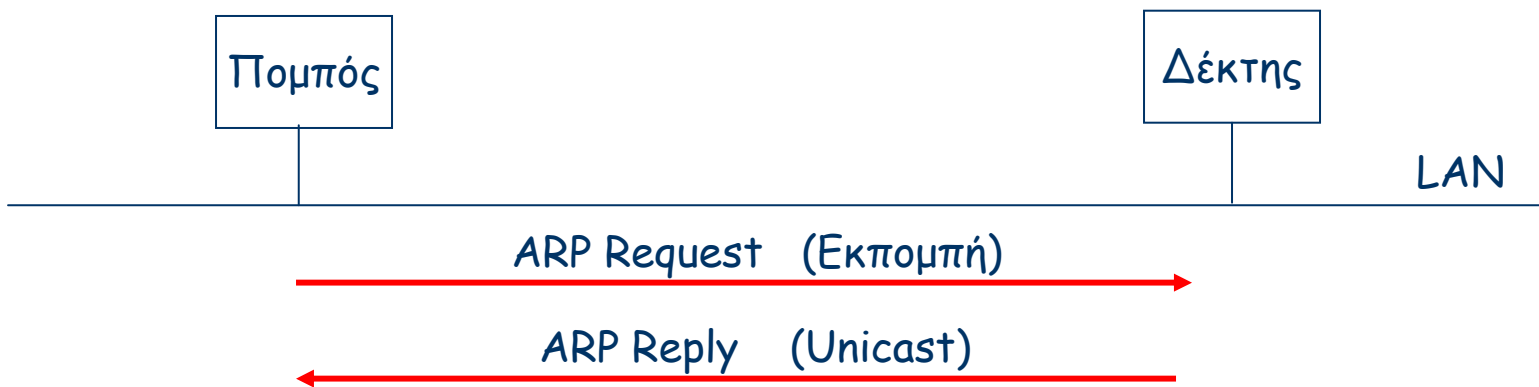 Πομπός
Δέκτης
LAN
ARP Request (Εκπομπή)
ARP Reply (Unicast)